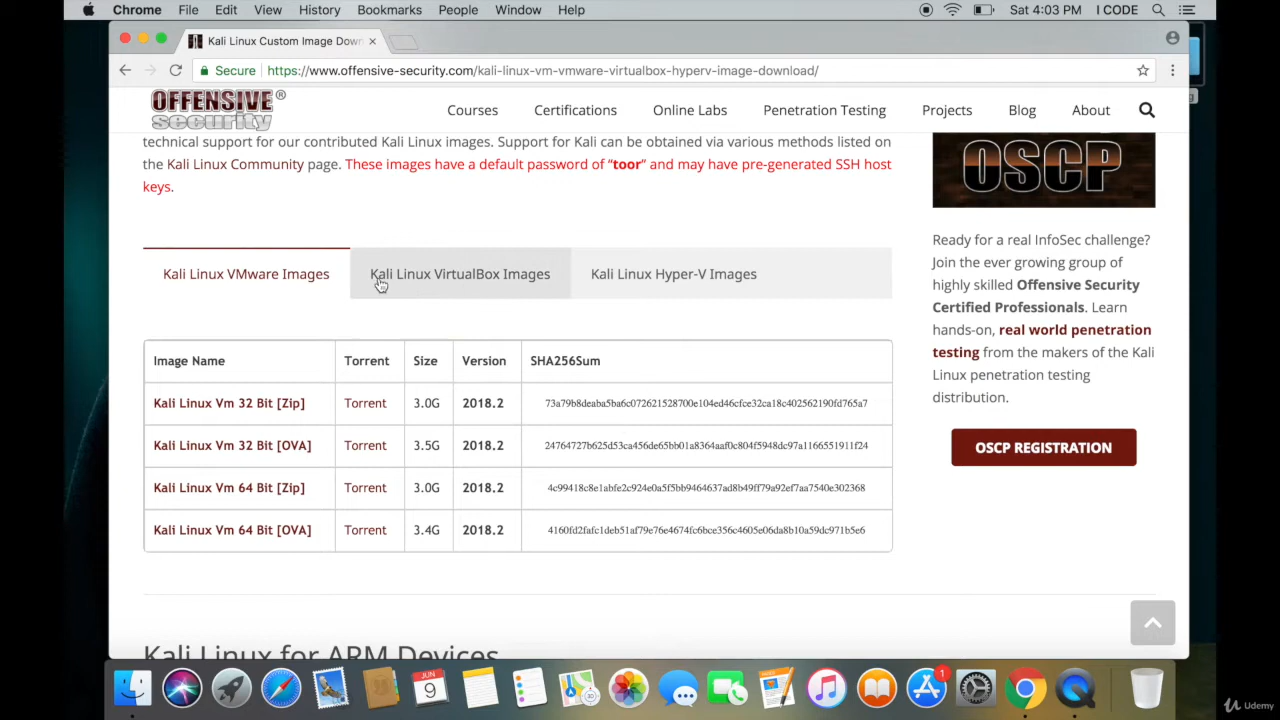 Chrome File Edit View History Bookmarks People Window Help Sat 4:03 PM I CODE
Kali Linux Custom Image Down
Secure https://www.offensive-security.com/kali-linux-vm-vmware-virtualbox-hyperv-image-download/
OFFENSIVE®
security
Courses Certifications Online Labs Penetration Testing Projects Blog About
technical support for our contributed Kali Linux images. Support for Kali can be obtained via various methods listed on
the Kali Linux Community page. These images have a default password of “toor” and may have pre-generated SSH host
keys.
Kali Linux VMware Images Kali Linux VirtualBox Images Kali Linux Hyper-V Images
Image Name Torrent Size Version SHA256Sum
Kali Linux Vm 32 Bit [Zip] Torrent 3.0G 2018.2 73a79b8deaba5ba6c072621528700e104ed46cfce32ca18c402562190fd765a7
Kali Linux Vm 32 Bit [OVA] Torrent 3.5G 2018.2 24764727b625d53ca456de65bb01a8364aaf0c804f5948dc97a1166551911f24
Kali Linux Vm 64 Bit [Zip] Torrent 3.0G 2018.2 4c99418c8e1abfe2c924e0a5f5bb9464637ad8b49ff79a92ef7aa7540e302368
Kali Linux Vm 64 Bit [OVA] Torrent 3.4G 2018.2 4160fd2fafc1deb51af79e76e4674fc6bce356c4605e06da8b10a59dc971b5e6
Kali Linux for ARM Devices
OSCP
Ready for a real InfoSec challenge?
Join the ever growing group of
highly skilled Offensive Security
Certified Professionals. Learn
hands-on, real world penetration
testing from the makers of the Kali
Linux penetration testing
distribution.
OSCP REGISTRATION
JUN
9
1
Udemy